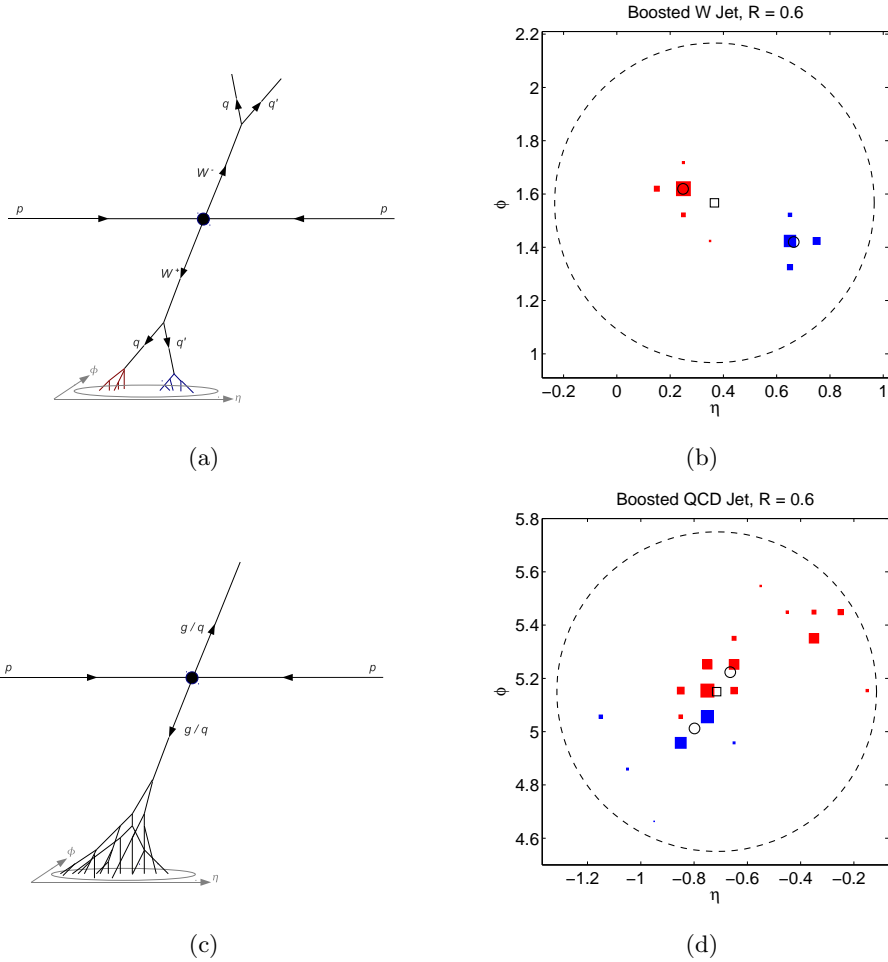 q q'
W-
p p
W+
q q'
φ
η
(a)
Boosted W Jet, R = 0.6
2.2
2
1.8
1.6
1.4
1.2
1
φ
−0.2 0 0.2 0.4 0.6 0.8 1
η
(b)
g / q
p p
g / q
φ
η
(c)
Boosted QCD Jet, R = 0.6
5.8
5.6
5.4
5.2
5
4.8
4.6
φ
−1.2 −1 −0.8 −0.6 −0.4 −0.2
η
(d)